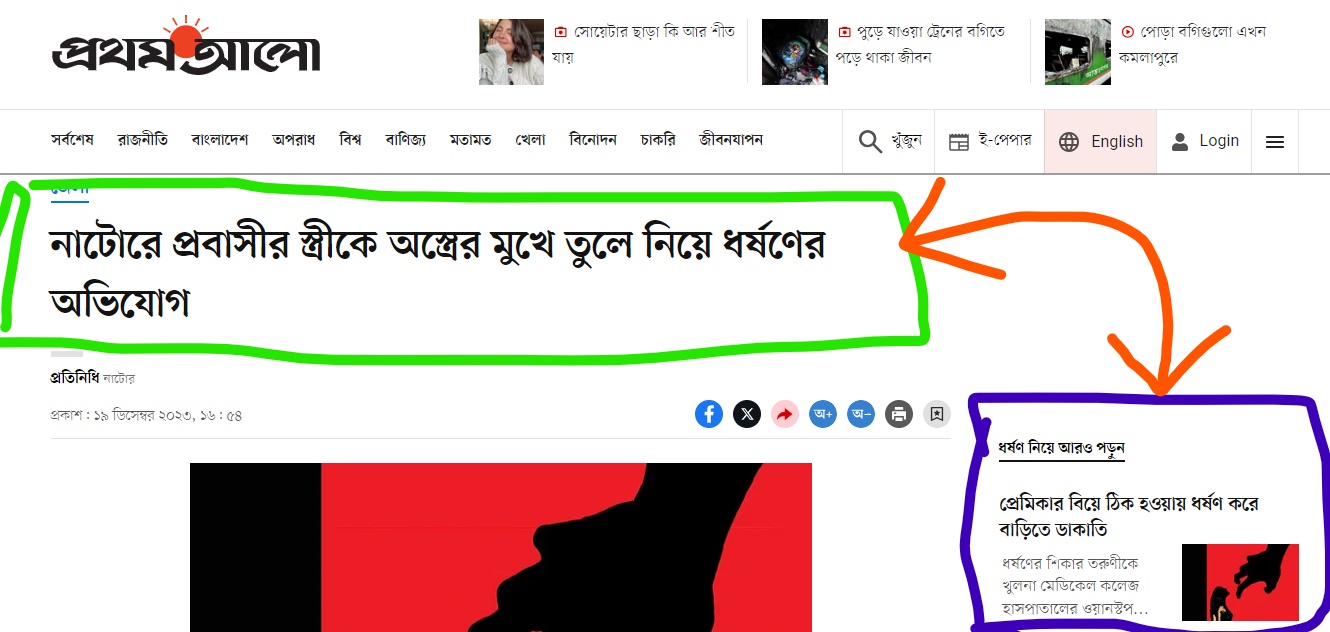 প্রথম আলো
সোয়েটার ছাড়া কি আর শীত
যায়
পুড়ে যাওয়া ট্রেনের বগিতে
পড়ে থাকা জীবন
পোড়া বগিগুলো এখন
কমলাপুরে
সর্বশেষ রাজনীতি বাংলাদেশ অপরাধ বিশ্ব বাণিজ্য মতামত খেলা বিনোদন চাকরি জীবনযাপন খুঁজুন ই-পেপার English Login
জেলা
নাটোরে প্রবাসীর স্ত্রীকে অস্ত্রের মুখে তুলে নিয়ে ধর্ষণের
অভিযোগ
প্রতিনিধি নাটোর
প্রকাশ : ১৯ ডিসেম্বর ২০২৩, ১৬ : ৫৪
অ+ অ−
ধর্ষণ নিয়ে আরও পড়ুন
প্রেমিকার বিয়ে ঠিক হওয়ায় ধর্ষণ করে
বাড়িতে ডাকাতি
ধর্ষণের শিকার তরুণীকে
খুলনা মেডিকেল কলেজ
হাসপাতালের ওয়ানস্টপ...